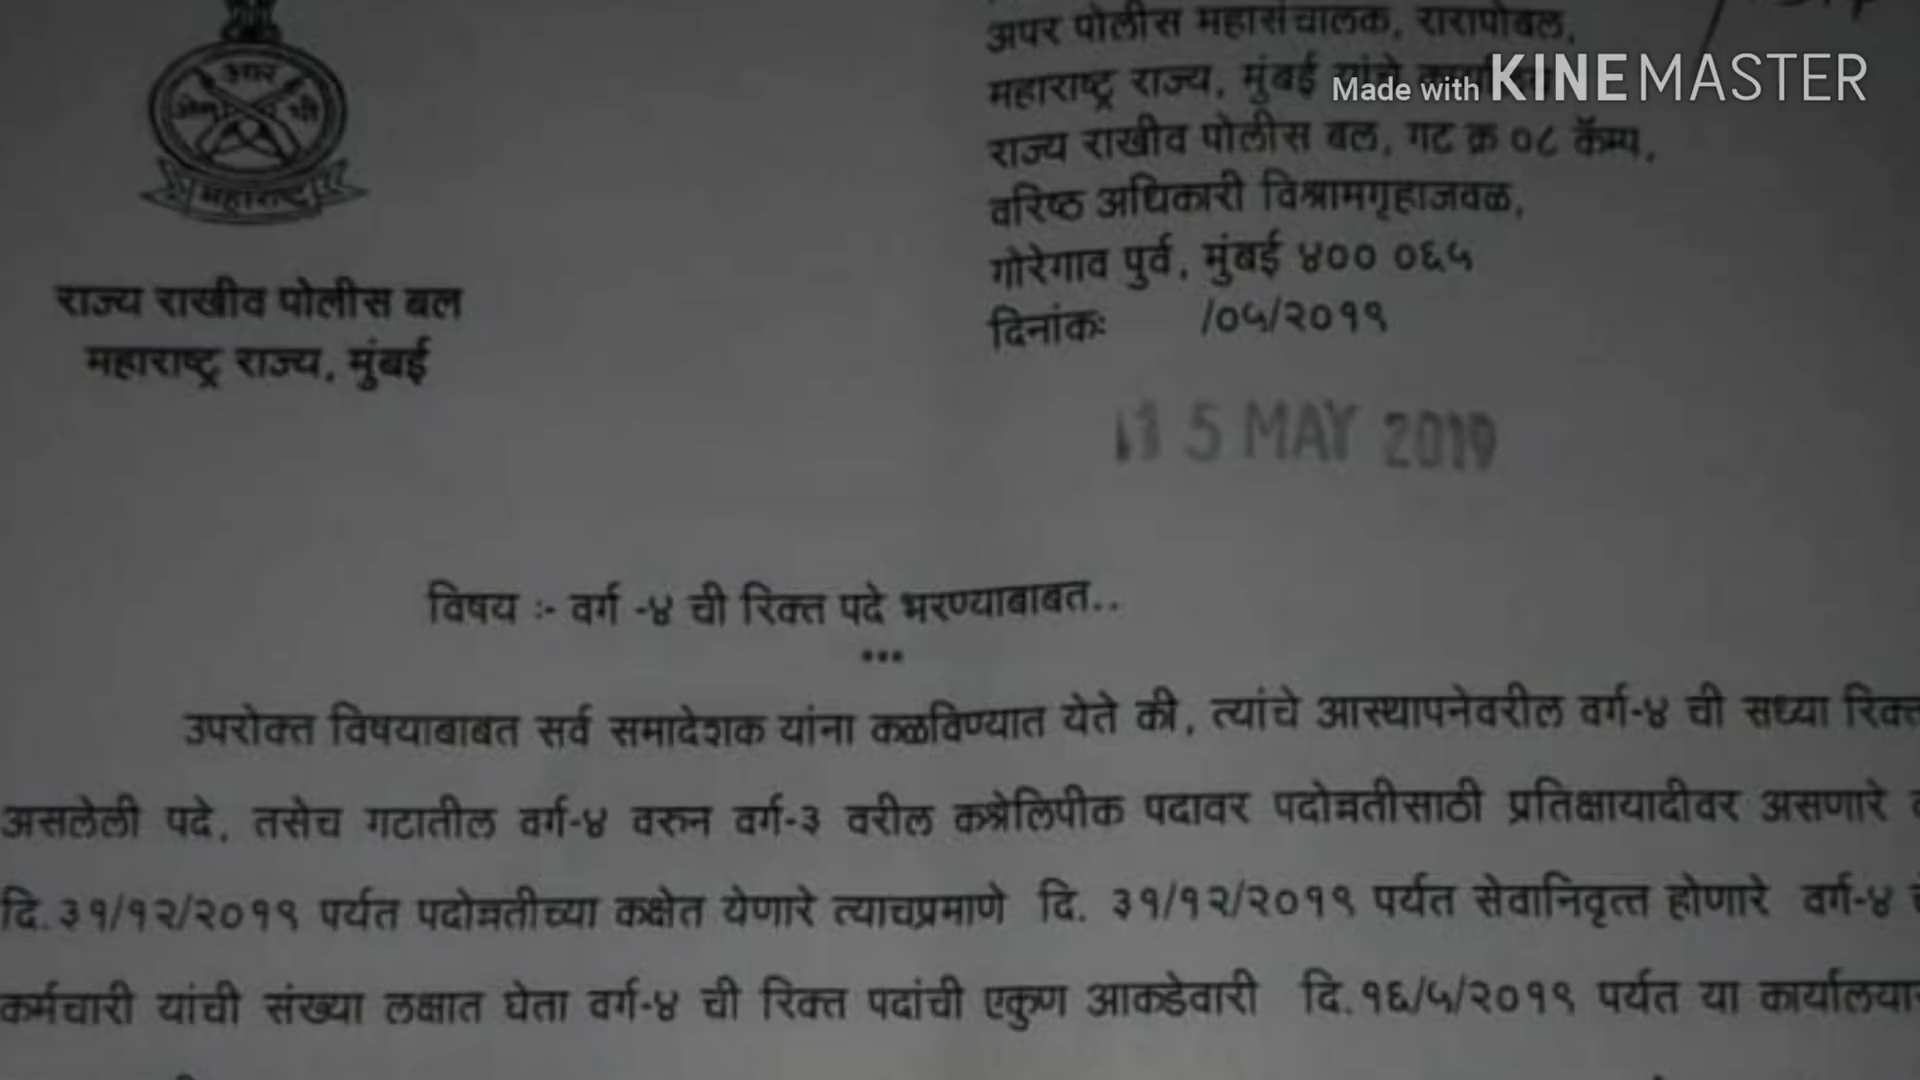 अपर पोलीस महासंचालक, रारापोबल,
महाराष्ट्र राज्य, मुंबई यांचे
Made with KINEMASTER
राज्य राखीव पोलीस बल, गट क्र ०८ कॅम्प,
वरिष्ठ अधिकारी विश्रामगृहाजवळ,
गोरेगाव पुर्व, मुंबई ४०० ०६५
दिनांकः /०५/२०१९
महाराष्ट्र
राज्य राखीव पोलीस बल
महाराष्ट्र राज्य, मुंबई
15 MAY 2019
विषय :- वर्ग -४ ची रिक्त पदे भरण्याबाबत..
***
उपरोक्त विषयाबाबत सर्व समादेशक यांना कळविण्यात येते की, त्यांचे आस्थापनेवरील वर्ग-४ ची सध्या रिक्त
असलेली पदे, तसेच गटातील वर्ग-४ वरुन वर्ग-३ वरील कश्रेलिपीक पदावर पदोन्नतीसाठी प्रतिक्षायादीवर असणारे
दि.३१/१२/२०१९ पर्यत पदोन्नतीच्या कक्षेत येणारे त्याचप्रमाणे दि. ३१/१२/२०१९ पर्यत सेवानिवृत्त होणारे वर्ग-४
कर्मचारी यांची संख्या लक्षात घेता वर्ग-४ ची रिक्त पदांची एकुण आकडेवारी दि.१६/५/२०१९ पर्यत या